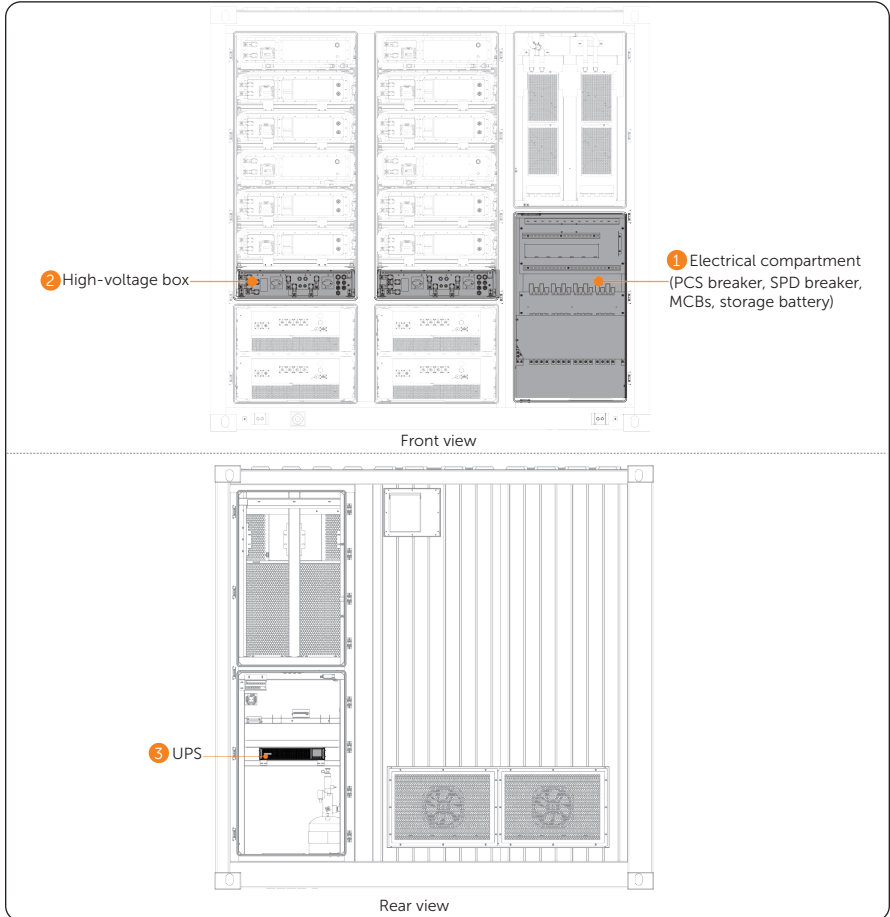 1 Electrical compartment
(PCS breaker, SPD breaker,
MCBs, storage battery)
2 High-voltage box
Front view
3 UPS
Rear view